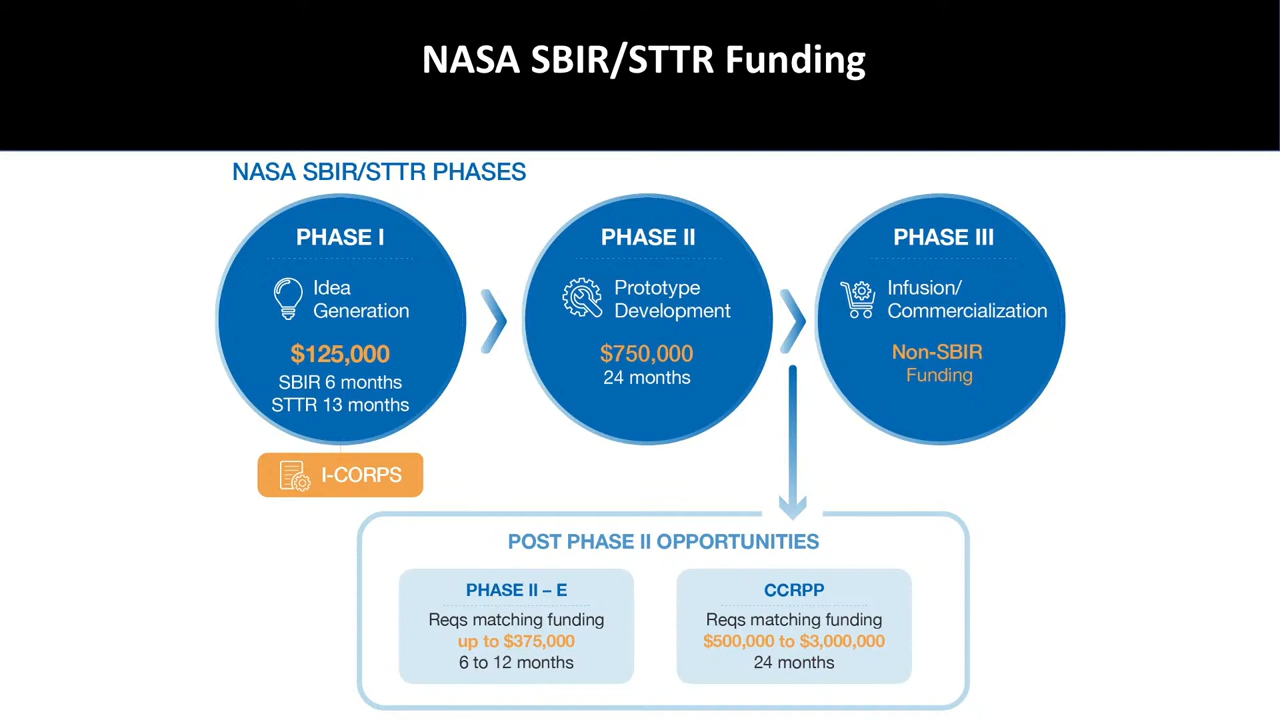 NASA SBIR/STTR Funding
NASA SBIR/STTR PHASES
PHASE I
Idea
Generation
$125,000
SBIR 6 months
STTR 13 months
I-CORPS
PHASE II
Prototype
Development
$750,000
24 months
PHASE III
Infusion/
Commercialization
Non-SBIR
Funding
POST PHASE II OPPORTUNITIES
PHASE II – E
Reqs matching funding
up to $375,000
6 to 12 months
CCRPP
Reqs matching funding
$500,000 to $3,000,000
24 months